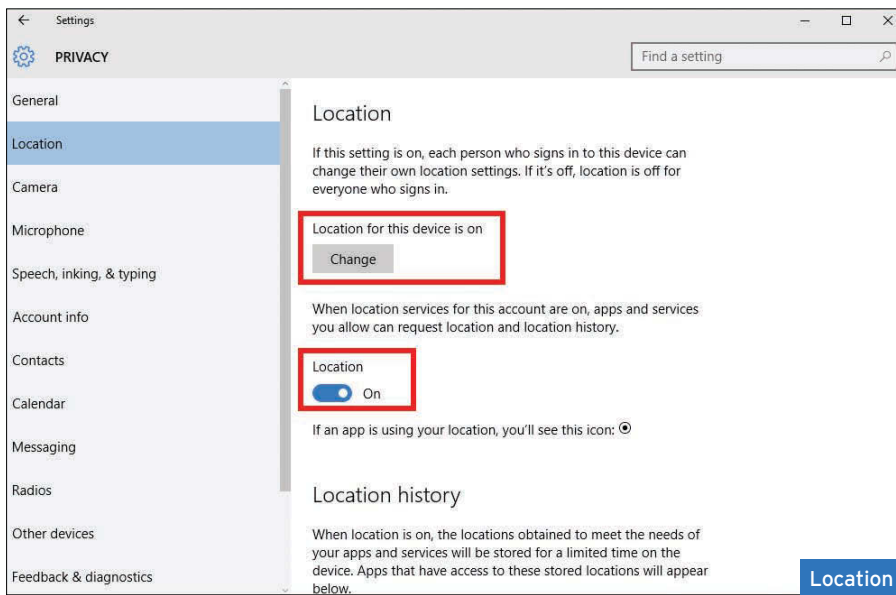 Settings
PRIVACY
Find a setting
General
Location
Camera
Microphone
Speech, inking, & typing
Account info
Contacts
Calendar
Messaging
Radios
Other devices
Feedback & diagnostics
Location
If this setting is on, each person who signs in to this device can
change their own location settings. If it's off, location is off for
everyone who signs in.
Location for this device is on
Change
When location services for this account are on, apps and services
you allow can request location and location history.
Location
On
If an app is using your location, you'll see this icon:
Location history
When location is on, the locations obtained to meet the needs of
your apps and services will be stored for a limited time on the
device. Apps that have access to these stored locations will appear
below.
Location